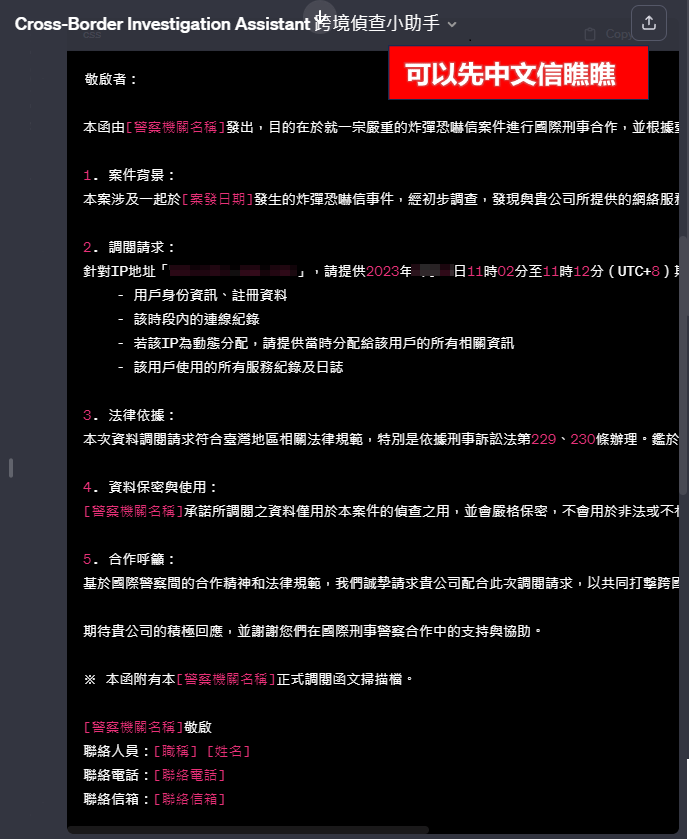 Cross-Border Investigation Assistant 跨境偵查小助手
css
Copy
可以先中文信瞧瞧
敬啟者：
本函由[警察機關名稱]發出，目的在於就一宗嚴重的炸彈恐嚇信案件進行國際刑事合作，並根據
1. 案件背景：
本案涉及一起於[案發日期]發生的炸彈恐嚇信事件，經初步調查，發現與貴公司所提供的網絡服
2. 調閱請求：
針對IP地址「」，請提供2023年日11時02分至11時12分（UTC+8）
- 用戶身份資訊、註冊資料
- 該時段內的連線紀錄
- 若該IP為動態分配，請提供當時分配給該用戶的所有相關資訊
- 該用戶使用的所有服務紀錄及日誌
3. 法律依據：
本次資料調閱請求符合臺灣地區相關法律規範，特別是依據刑事訴訟法第229、230條辦理。鑑於
4. 資料保密與使用：
[警察機關名稱]承諾所調閱之資料僅用於本案件的偵查之用，並會嚴格保密，不會用於非法或不
5. 合作呼籲：
基於國際警察間的合作精神和法律規範，我們誠摯請求貴公司配合此次調閱請求，以共同打擊跨
期待貴公司的積極回應，並謝謝您們在國際刑事警察合作中的支持與協助。
※ 本函附有本[警察機關名稱]正式調閱函文掃描檔。
[警察機關名稱]敬啟
聯絡人員：[職稱] [姓名]
聯絡電話：[聯絡電話]
聯絡信箱：[聯絡信箱]